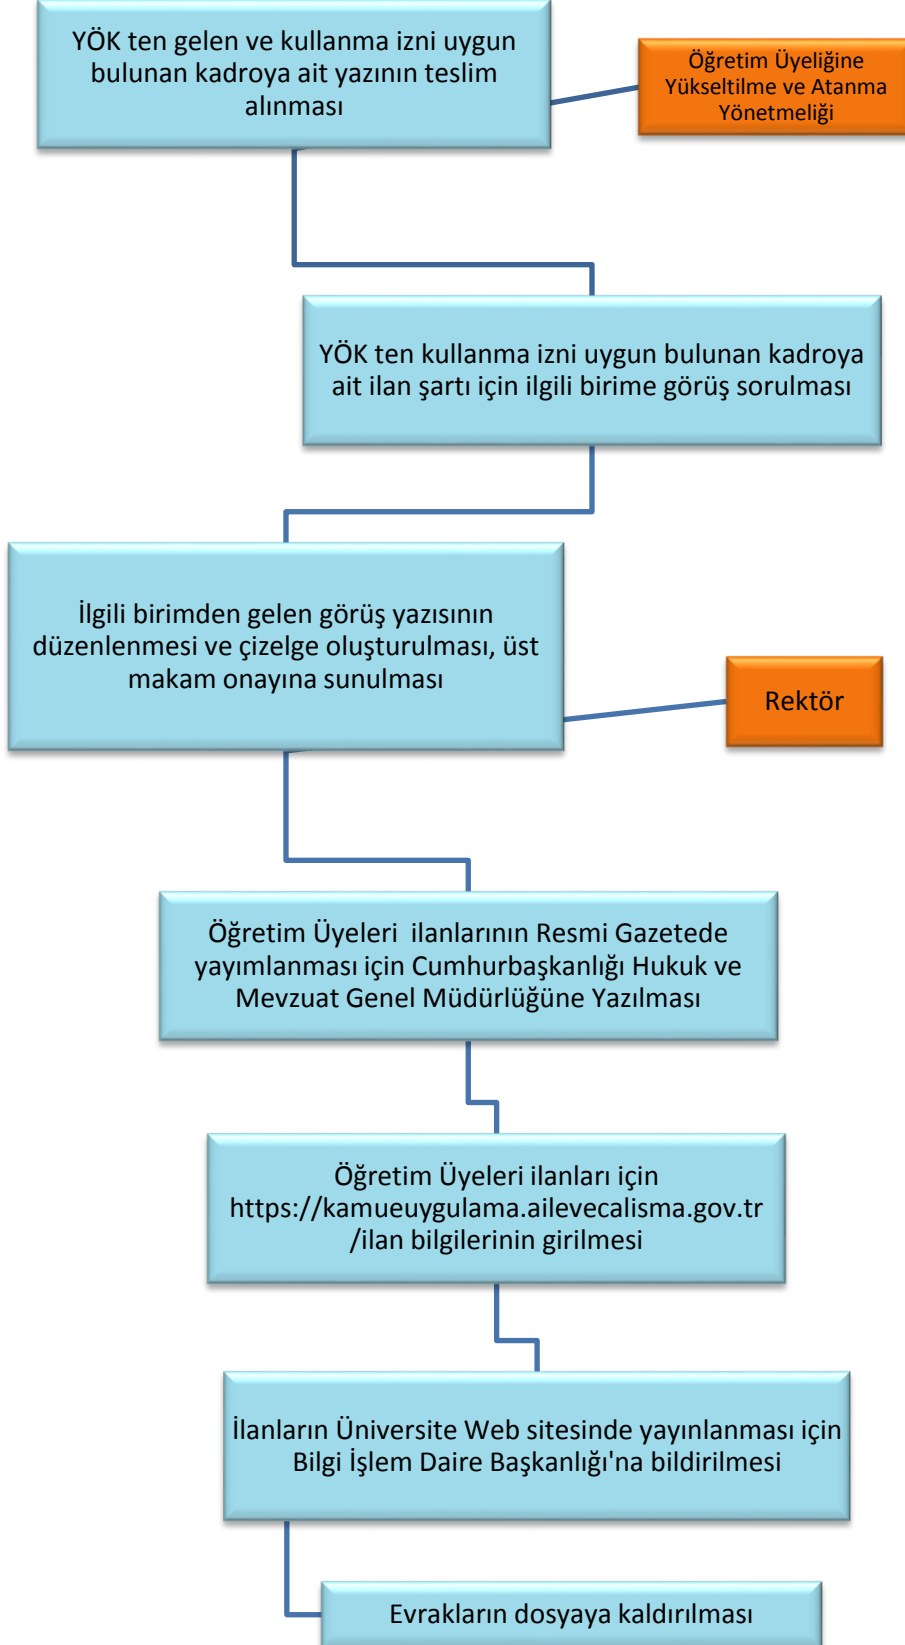 YÖK ten gelen ve kullanma izni uygun
bulunan kadroya ait yazının teslim
alınması
Öğretim Üyeliğine
Yükseltilme ve Atanma
Yönetmeliği
YÖK ten kullanma izni uygun bulunan kadroya
ait ilan şartı için ilgili birime görüş sorulması
İlgili birimden gelen görüş yazısının
düzenlenmesi ve çizelge oluşturulması, üst
makam onayına sunulması
Rektör
Öğretim Üyeleri  ilanlarının Resmi Gazetede
yayımlanması için Cumhurbaşkanlığı Hukuk ve
Mevzuat Genel Müdürlüğüne Yazılması
Öğretim Üyeleri ilanları için
https://kamueuygulama.ailevecalisma.gov.tr
/ilan bilgilerinin girilmesi
İlanların Üniversite Web sitesinde yayınlanması için
Bilgi İşlem Daire Başkanlığı'na bildirilmesi
Evrakların dosyaya kaldırılması